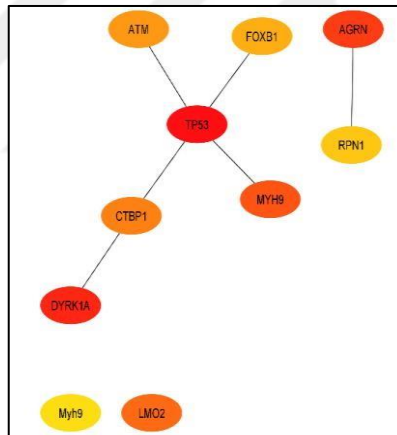 ATM
FOXB1
AGRN
TP53
RPN1
MYH9
CTBP1
DYRK1A
Myh9
LMO2